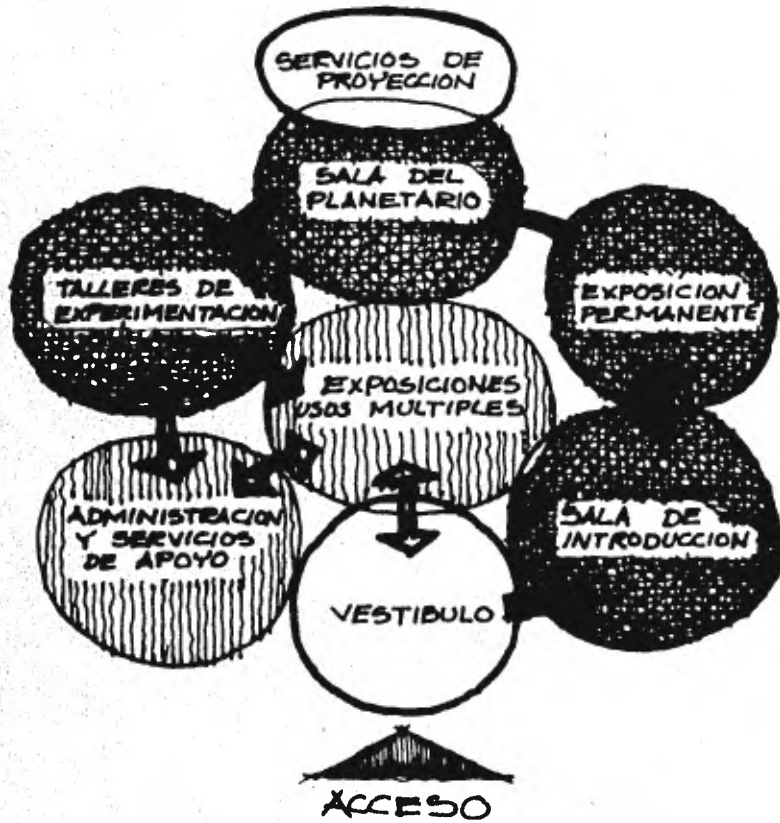 SERVICIOS DE
PROYECCION
SALA DEL
PLANETARIO
TALLERES DE
EXPERIMENTACION
EXPOSICION
PERMANENTE
EXPOSICIONES
USOS MULTIPLES
ADMINISTRACION
Y SERVICIOS
DE APOYO
SALA DE
INTRODUCCION
VESTIBULO
ACCESO